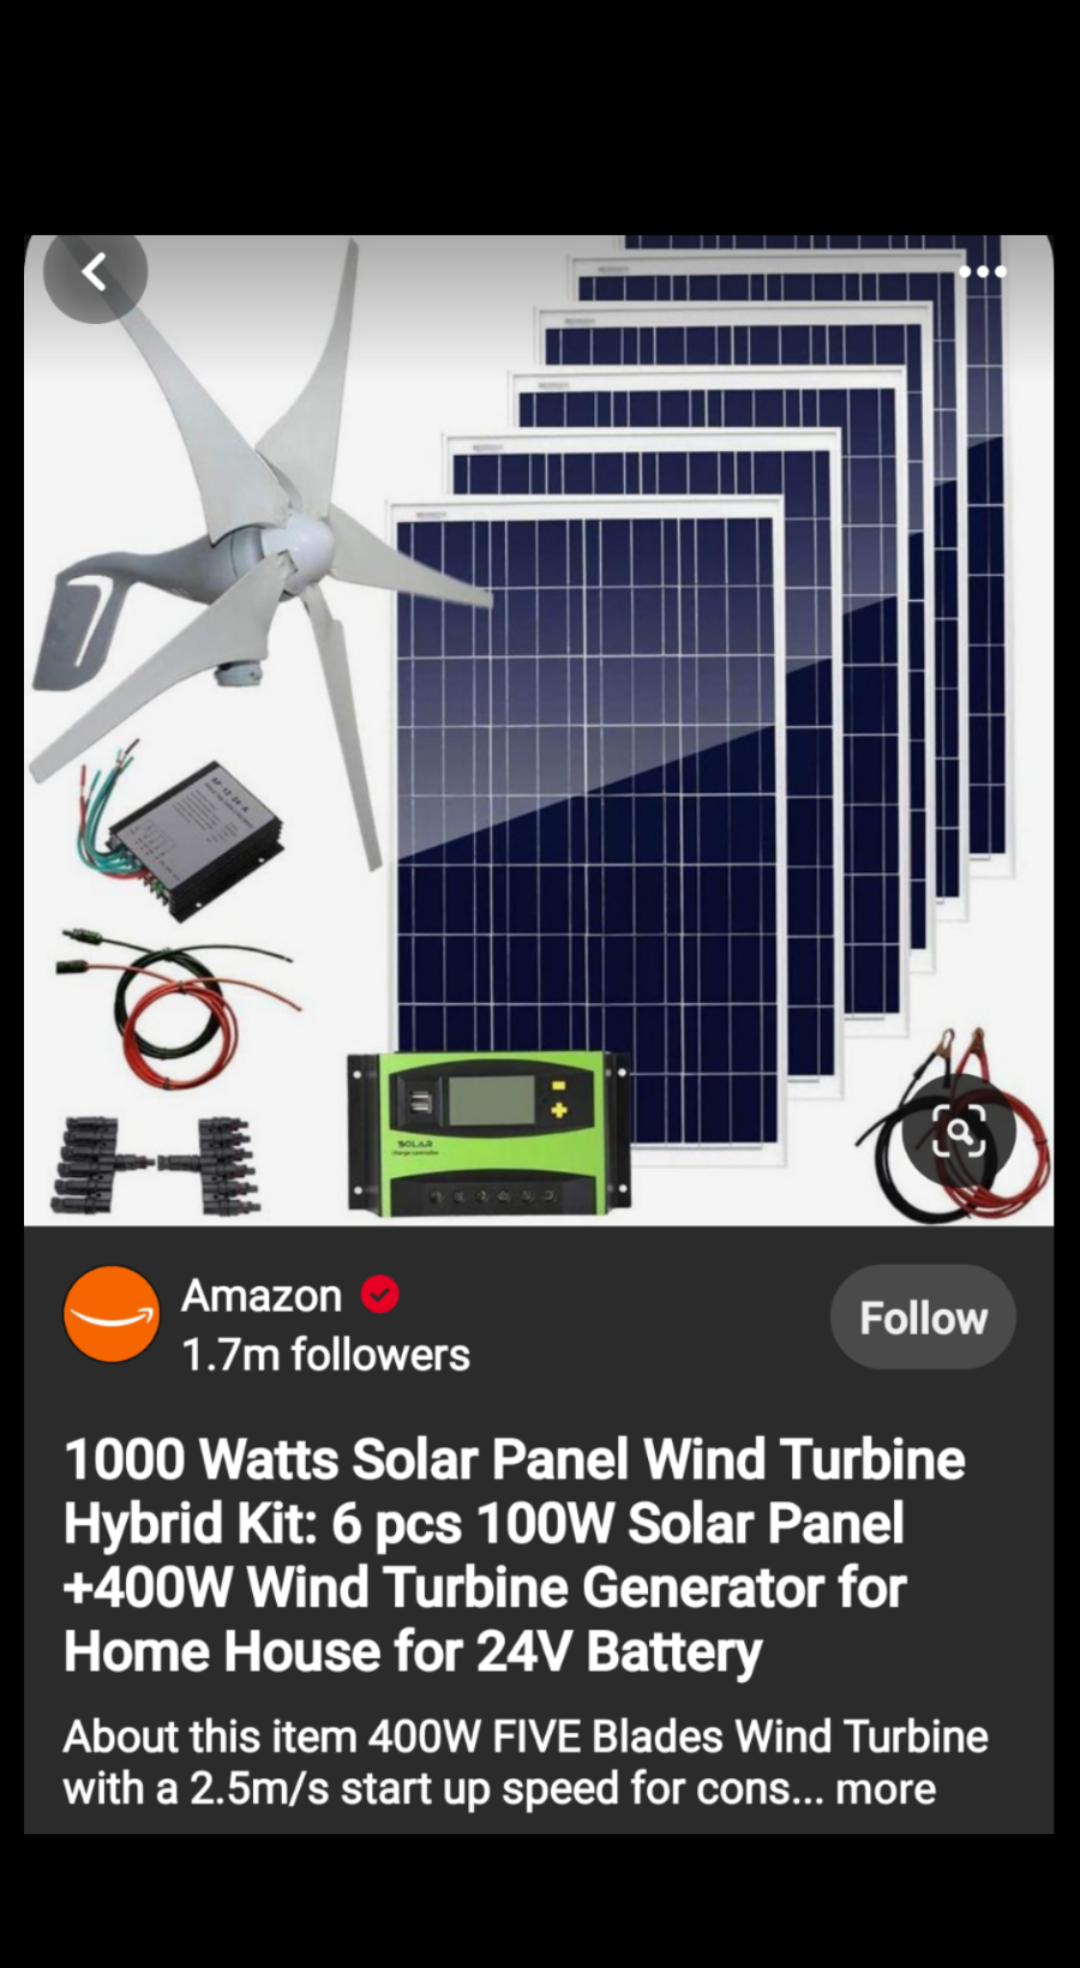 SOLAR
charge controller
Amazon
1.7m followers
Follow
1000 Watts Solar Panel Wind Turbine
Hybrid Kit: 6 pcs 100W Solar Panel
+400W Wind Turbine Generator for
Home House for 24V Battery
About this item 400W FIVE Blades Wind Turbine
with a 2.5m/s start up speed for cons... more